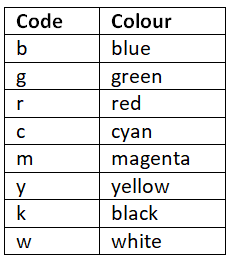 Code Colour
b blue
g green
r red
c cyan
m magenta
y yellow
k black
w white